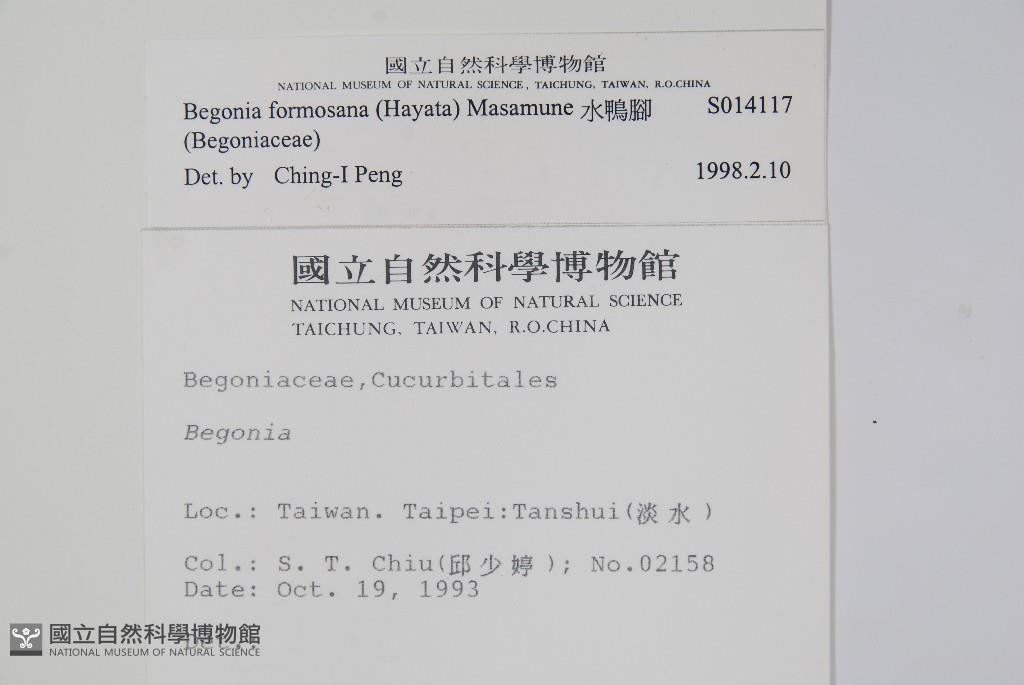 國立自然科學博物館
NATIONAL MUSEUM OF NATURAL SCIENCE, TAICHUNG, TAIWAN, R.O.CHINA
Begonia formosana (Hayata) Masamune 水鴨腳 S014117
(Begoniaceae)
Det. by Ching-I Peng 1998.2.10
國立自然科學博物館
NATIONAL MUSEUM OF NATURAL SCIENCE
TAICHUNG, TAIWAN, R.O.CHINA
Begoniaceae,Cucurbitales
Begonia
Loc.: Taiwan. Taipei:Tanshui(淡水)
Col.: S. T. Chiu(邱少婷); No.02158
Date: Oct. 19, 1993
Det.:
國立自然科學博物館
NATIONAL MUSEUM OF NATURAL SCIENCE